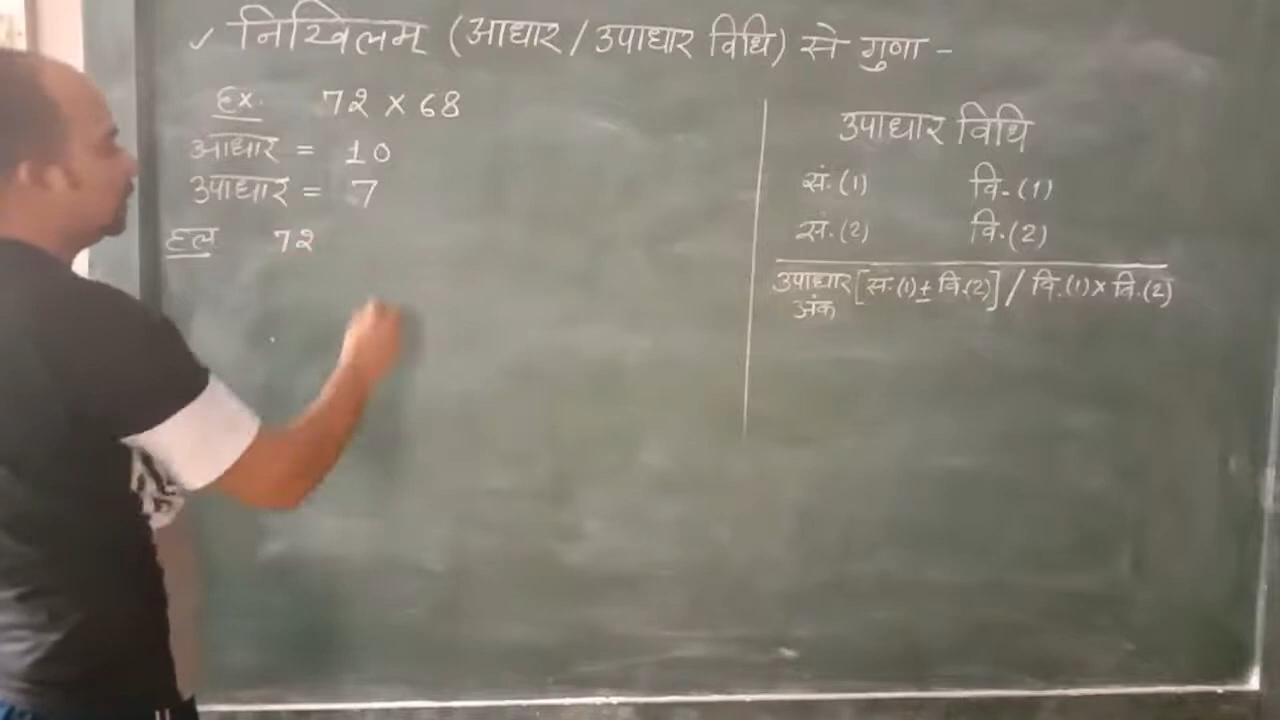 ✓ निखिलम् (आधार / उपाधार विधि) से गुणा -
Ex. 72 x 68
आधार = 10
उपाधार = 7
हल 72
उपाधार विधि
सं.(1) वि.(1)
सं.(2) वि.(2)
उपाधार [सं.(1) ± वि.(2)] / वि.(1) x वि.(2)
अंक